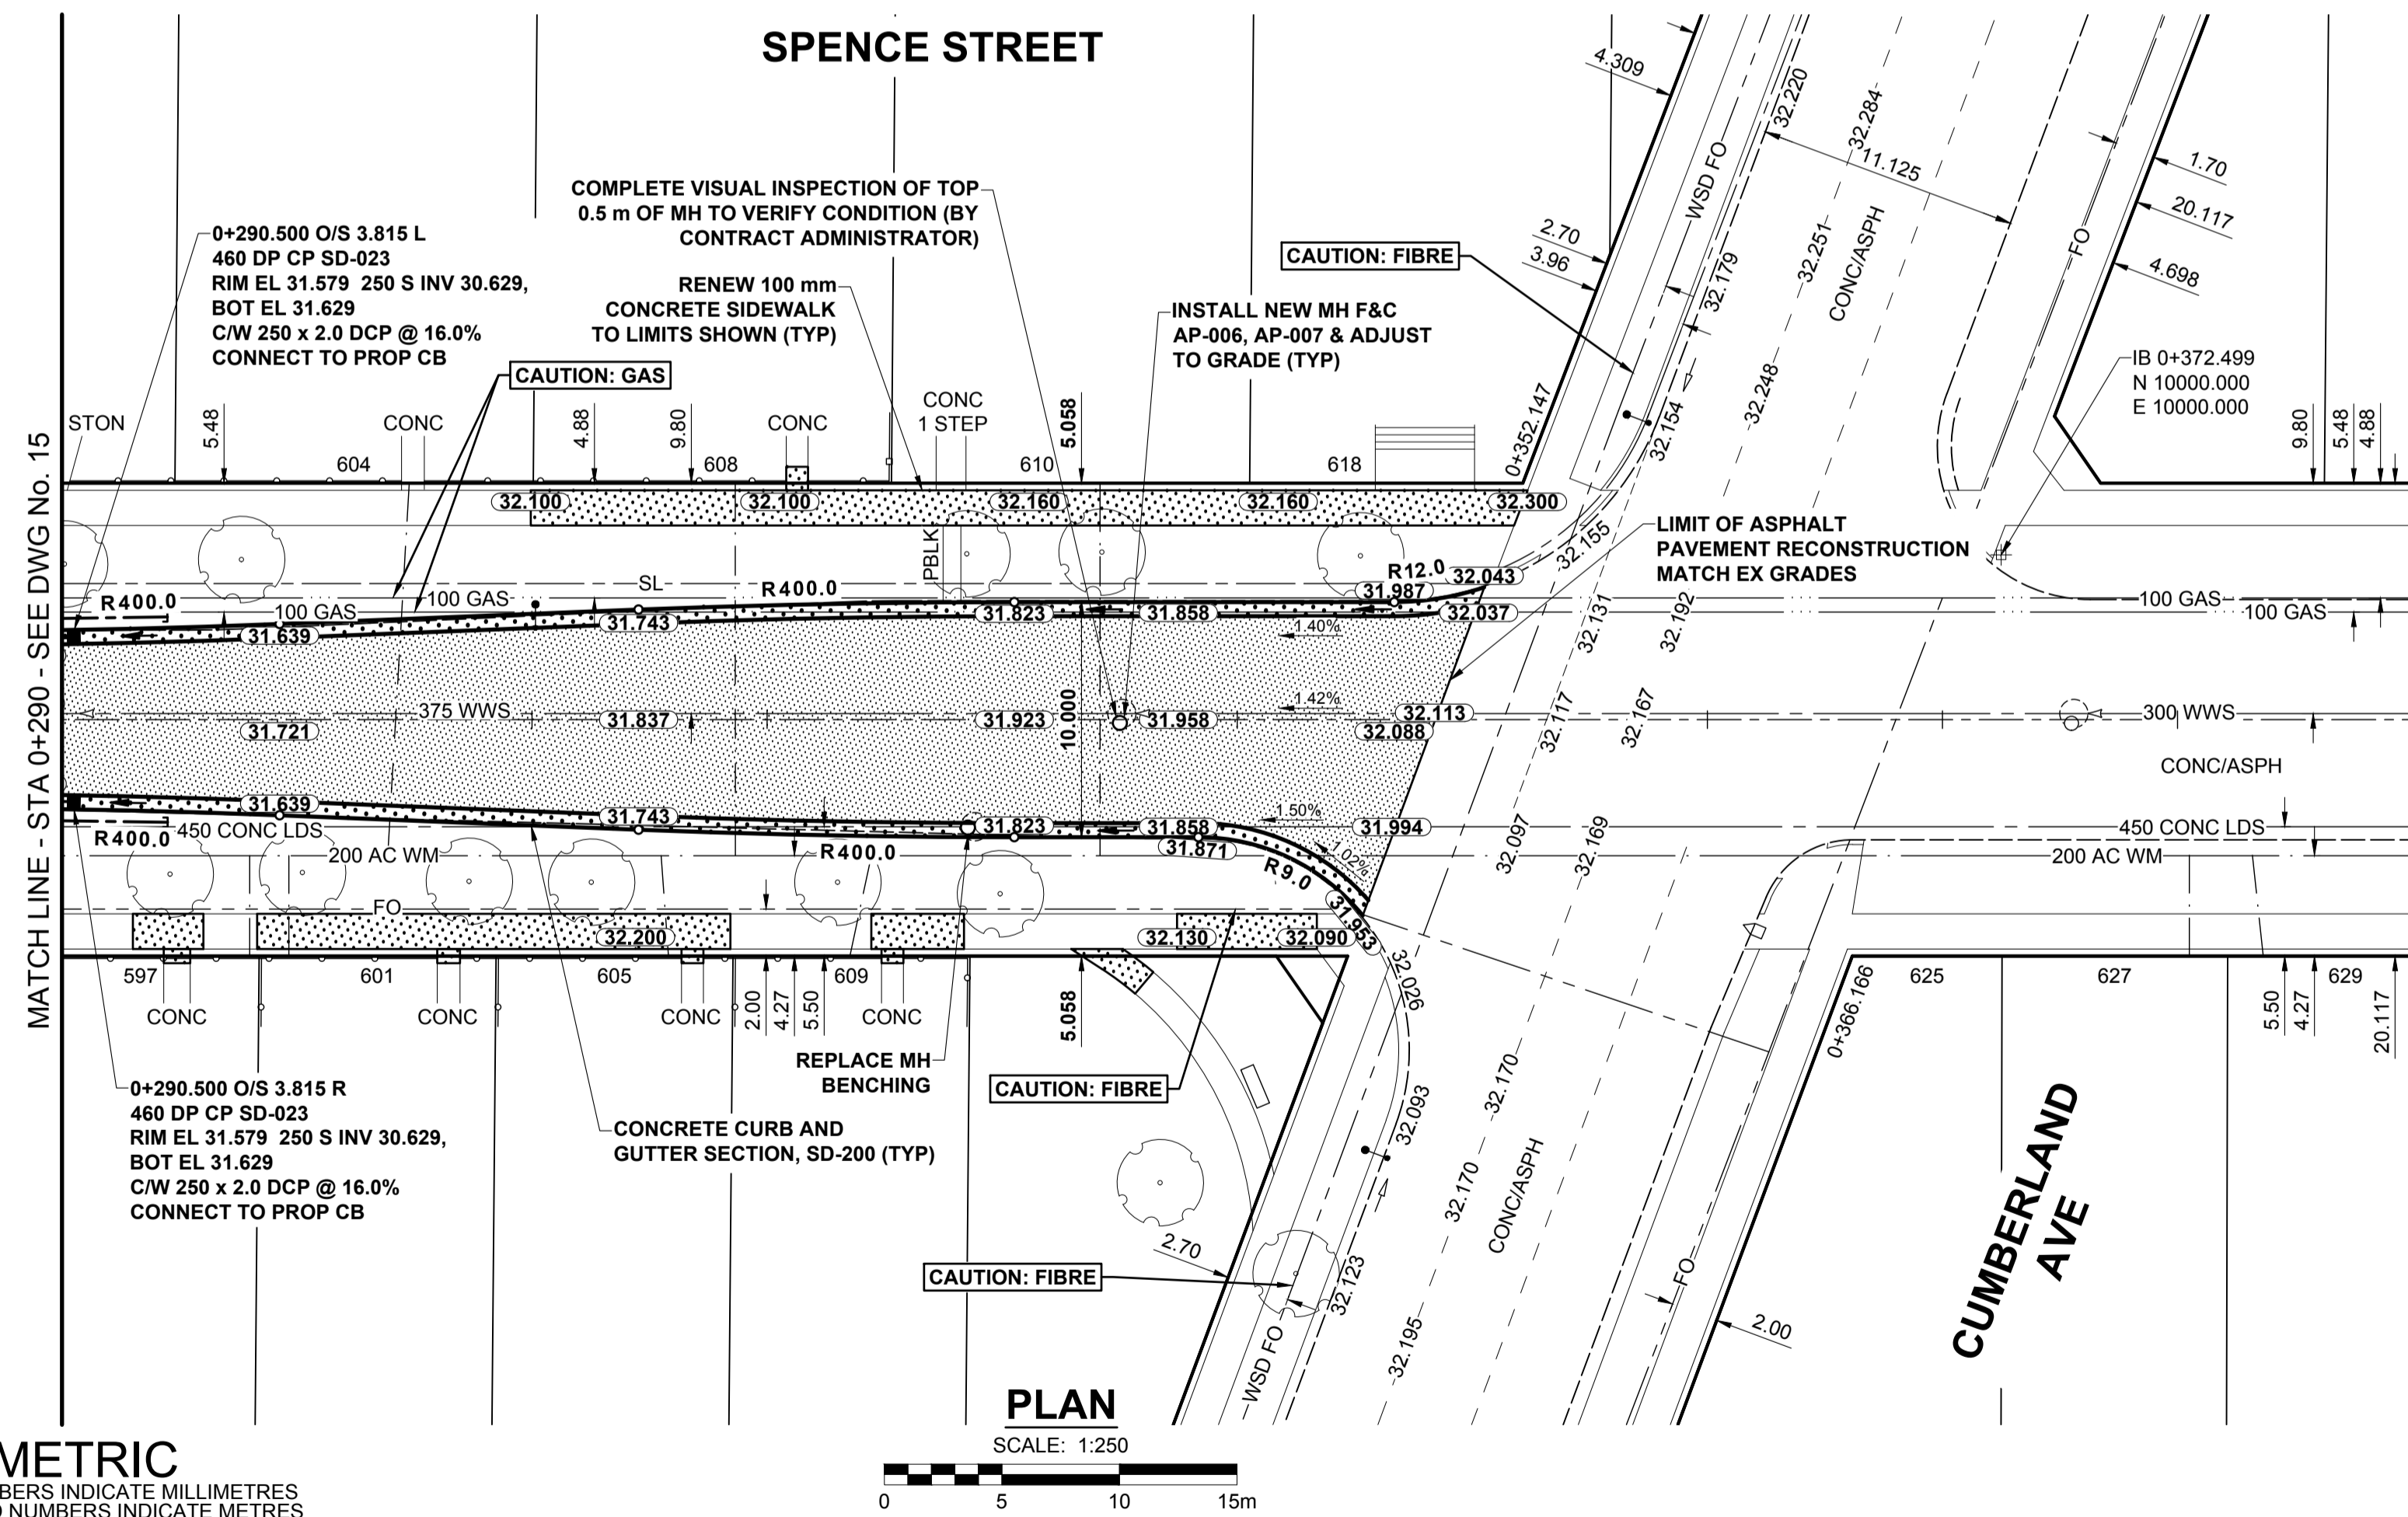 SPENCE STREET
COMPLETE VISUAL INSPECTION OF TOP
0.5 m OF MH TO VERIFY CONDITION (BY
CONTRACT ADMINISTRATOR)
0+290.500 O/S 3.815 L
460 DP CP SD-023
RIM EL 31.579 250 S INV 30.629,
BOT EL 31.629
C/W 250 x 2.0 DCP @ 16.0%
CONNECT TO PROP CB
RENEW 100 mm
CONCRETE SIDEWALK
TO LIMITS SHOWN (TYP)
CAUTION: GAS
INSTALL NEW MH F&C
AP-006, AP-007 & ADJUST
TO GRADE (TYP)
CAUTION: FIBRE
4.309
2.70
3.96
WSD FO
32.220
32.284
11.125
32.251
32.179
CONC/ASPH
32.248
32.154
FO
1.70
20.117
4.698
IB 0+372.499
N 10000.000
E 10000.000
9.80
5.48
4.88
MATCH LINE - STA 0+290 - SEE DWG No. 15
STON
5.48
CONC
4.88
9.80
CONC
CONC
1 STEP
5.058
0+352.147
604
608
610
618
32.100
32.100
32.160
32.160
32.300
LIMIT OF ASPHALT
PAVEMENT RECONSTRUCTION
MATCH EX GRADES
32.155
PBLK
SL
R400.0
R12.0
32.043
31.987
R400.0
100 GAS
100 GAS
100 GAS
100 GAS
31.639
31.743
31.823
31.858
32.037
1.40%
32.131
32.192
375 WWS
31.721
31.837
31.923
31.958
10.000
1.42%
32.113
32.088
32.117
32.167
300 WWS
CONC/ASPH
31.639
31.743
31.823
31.858
1.50%
31.994
R400.0
450 CONC LDS
R400.0
31.871
1.02%
R9.0
32.097
32.169
450 CONC LDS
200 AC WM
200 AC WM
FO
32.200
32.130
32.090
31.953
32.026
597
601
605
609
CONC
CONC
CONC
CONC
2.00
4.27
5.50
5.058
625
627
629
0+366.166
5.50
4.27
20.117
REPLACE MH
BENCHING
CAUTION: FIBRE
0+290.500 O/S 3.815 R
460 DP CP SD-023
RIM EL 31.579 250 S INV 30.629,
BOT EL 31.629
C/W 250 x 2.0 DCP @ 16.0%
CONNECT TO PROP CB
CONCRETE CURB AND
GUTTER SECTION, SD-200 (TYP)
32.093
32.170
32.170
CONC/ASPH
2.70
CAUTION: FIBRE
32.123
32.195
WSD FO
FO
2.00
CUMBERLAND
AVE
PLAN
SCALE: 1:250
0 5 10 15m
METRIC
BERS INDICATE MILLIMETRES
NUMBERS INDICATE METRES